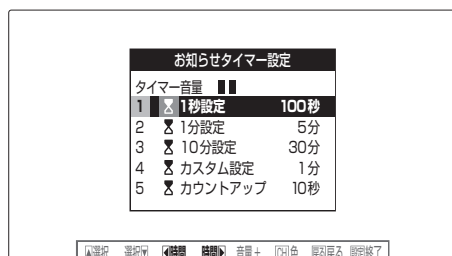 お知らせタイマー設定
タイマー音量
1 1秒設定 100秒
2 1分設定 5分
3 10分設定 30分
4 カスタム設定 1分
5 カウントアップ 10秒
▲選択 選択▼ ◀時間 時間▶ 音量+ CH色 戻る 終了